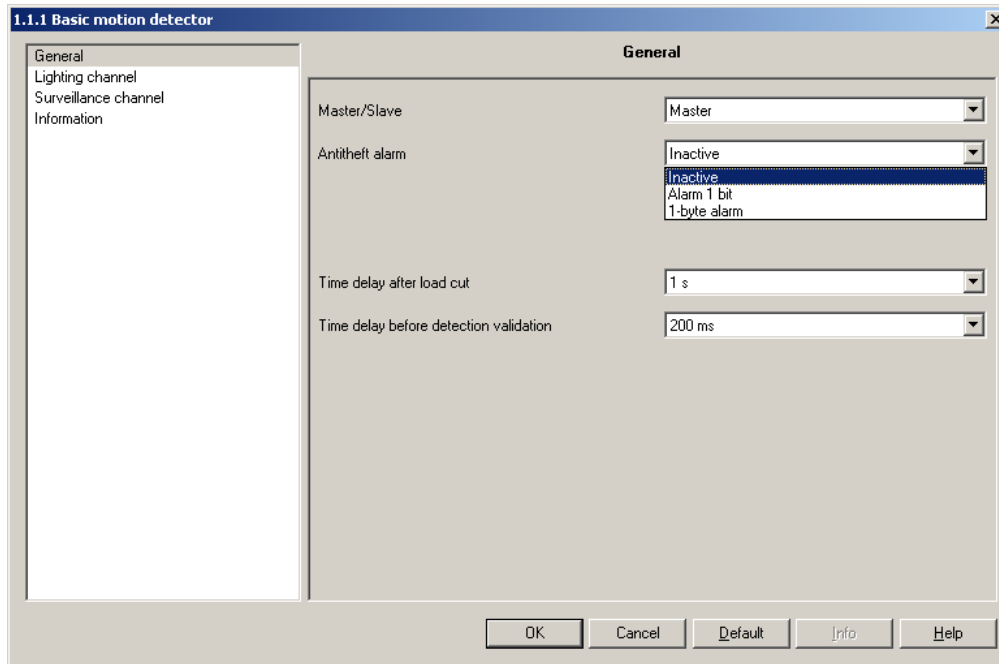 1.1.1 Basic motion detector
General
Lighting channel
Surveillance channel
Information
General
Master/Slave
Master
Antitheft alarm
Inactive
Inactive
Alarm 1 bit
1-byte alarm
Time delay after load cut
1 s
Time delay before detection validation
200 ms
OK
Cancel
Default
Info
Help